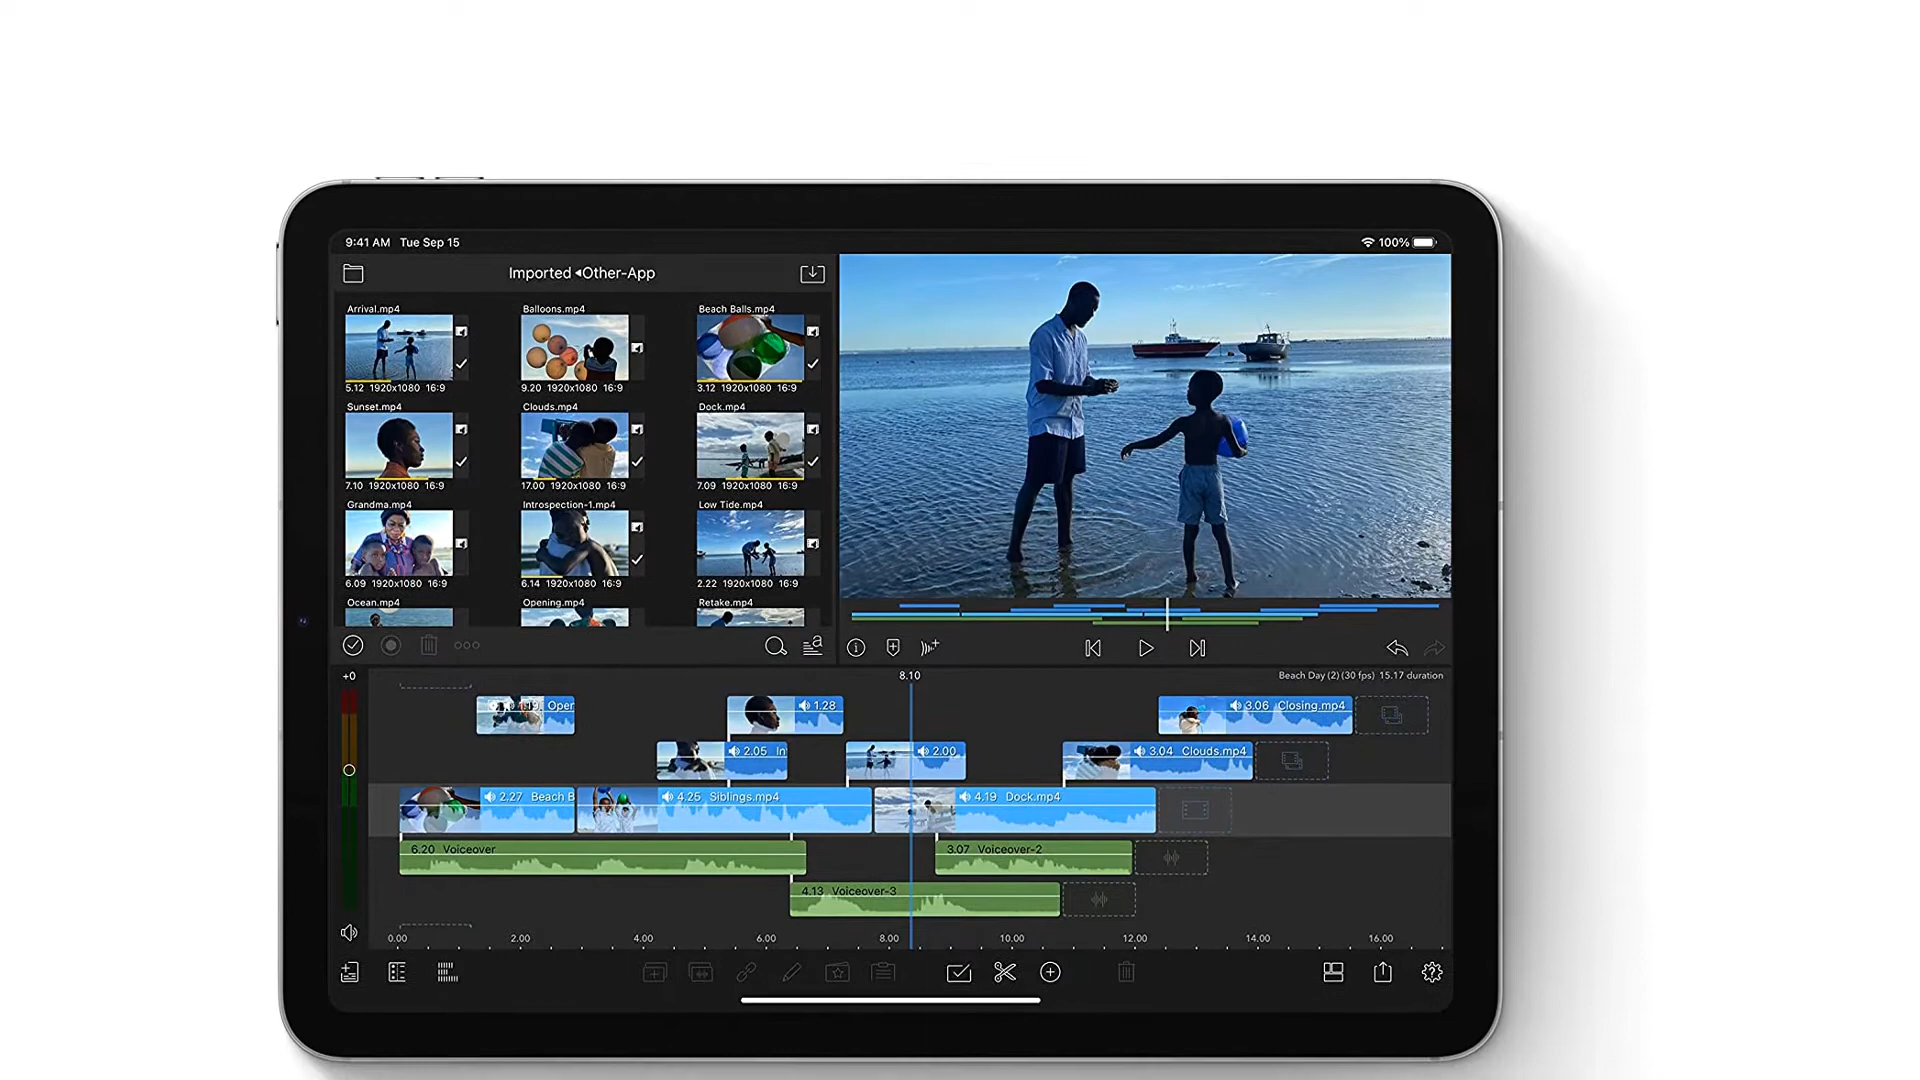 9:41 AM Tue Sep 15
100%
Imported ◂Other-App
Arrival.mp4 Balloons.mp4 Beach Balls.mp4
5.12 1920x1080 16:9 9.20 1920x1080 16:9 3.12 1920x1080 16:9
Sunset.mp4 Clouds.mp4 Dock.mp4
7.10 1920x1080 16:9 17.00 1920x1080 16:9 7.09 1920x1080 16:9
Grandma.mp4 Introspection-1.mp4 Low Tide.mp4
6.09 1920x1080 16:9 6.14 1920x1080 16:9 2.22 1920x1080 16:9
Ocean.mp4 Opening.mp4 Retake.mp4
a
+0
8.10
Beach Day (2) (30 fps) 15.17 duration
1.19 Oper
1.28
3.06 Closing.mp4
2.05 In
2.00
3.04 Clouds.mp4
2.27 Beach B
4.25 Siblings.mp4
4.19 Dock.mp4
6.20 Voiceover
3.07 Voiceover-2
4.13 Voiceover-3
0.00 2.00 4.00 6.00 8.00 10.00 12.00 14.00 16.00